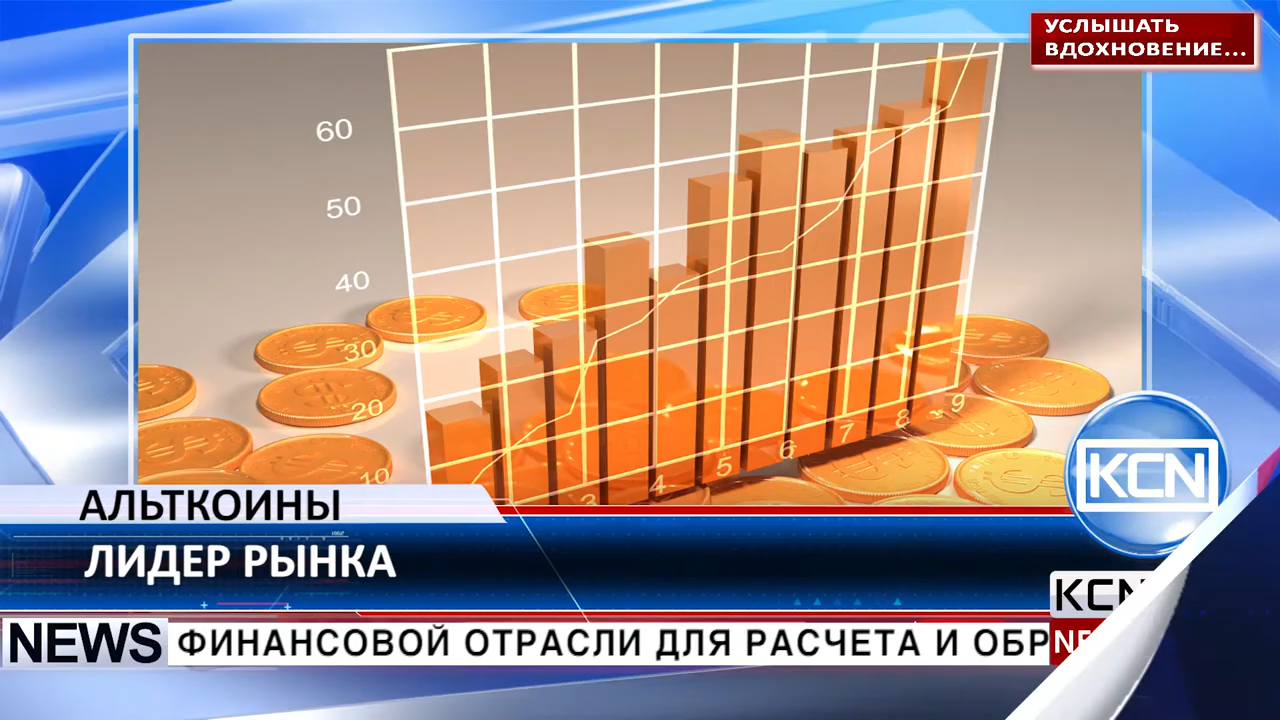 УСЛЫШАТЬ
ВДОХНОВЕНИЕ...
60
50
40
30
20
10
3
4
5
6
7
8
9
KCN
АЛЬТКОИНЫ
ЛИДЕР РЫНКА
KCN
NEWS ФИНАНСОВОЙ ОТРАСЛИ ДЛЯ РАСЧЕТА И ОБР